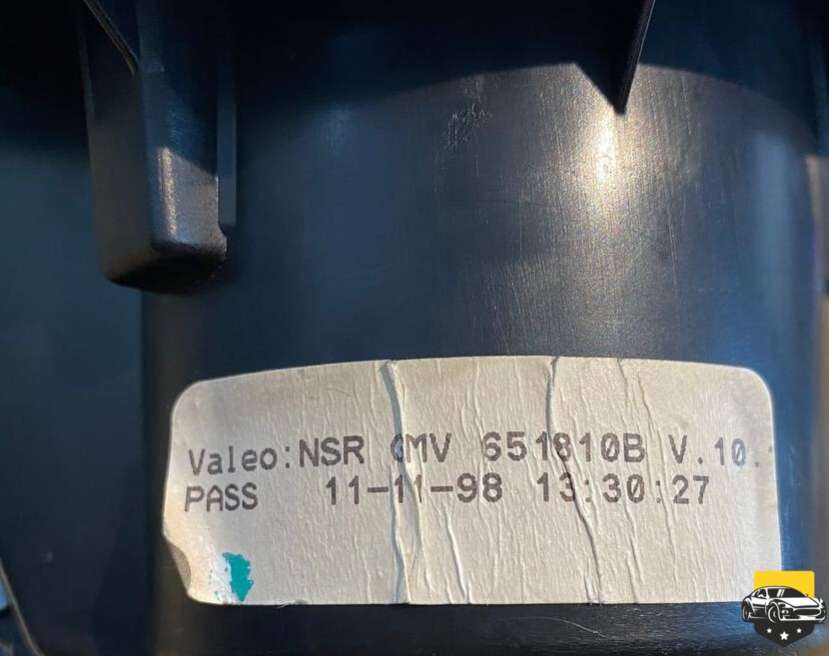 Valeo:NSR GMV 651810B V.10.
PASS 11-11-98 13:30:27